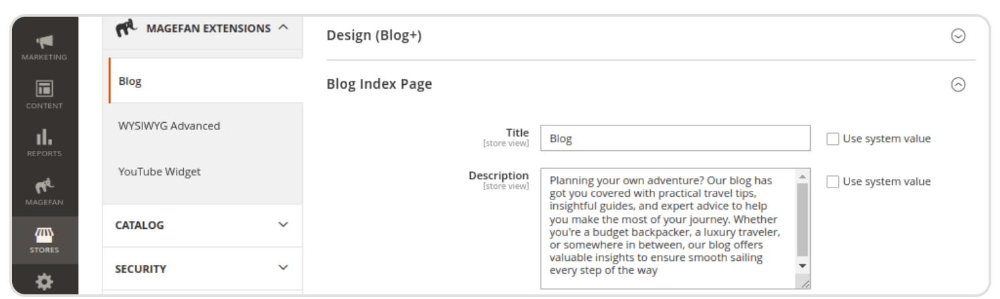 MARKETING
CONTENT
REPORTS
MAGEFAN
STORES
MAGEFAN EXTENSIONS
Blog
WYSIWYG Advanced
YouTube Widget
CATALOG
SECURITY
Design (Blog+)
Blog Index Page
Title
[store view]
Blog
Use system value
Description
[store view]
Planning your own adventure? Our blog has
got you covered with practical travel tips,
insightful guides, and expert advice to help
you make the most of your journey. Whether
you're a budget backpacker, a luxury traveler,
or somewhere in between, our blog offers
valuable insights to ensure smooth sailing
every step of the way
Use system value